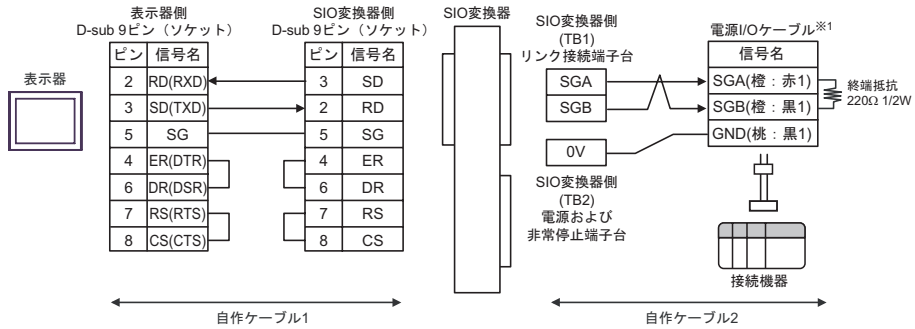 表示器
表示器側
D-sub 9ピン（ソケット）
ピン 信号名
2 RD(RXD)
3 SD(TXD)
5 SG
4 ER(DTR)
6 DR(DSR)
7 RS(RTS)
8 CS(CTS)
SIO変換器側
D-sub 9ピン（ソケット）
ピン 信号名
3 SD
2 RD
5 SG
4 ER
6 DR
7 RS
8 CS
自作ケーブル1
SIO変換器
SIO変換器側
(TB1)
リンク接続端子台
SGA
SGB
0V
SIO変換器側
(TB2)
電源および
非常停止端子台
電源I/Oケーブル※1
信号名
SGA(橙：赤1)
SGB(橙：黒1)
GND(桃：黒1)
終端抵抗
220Ω 1/2W
接続機器
自作ケーブル2